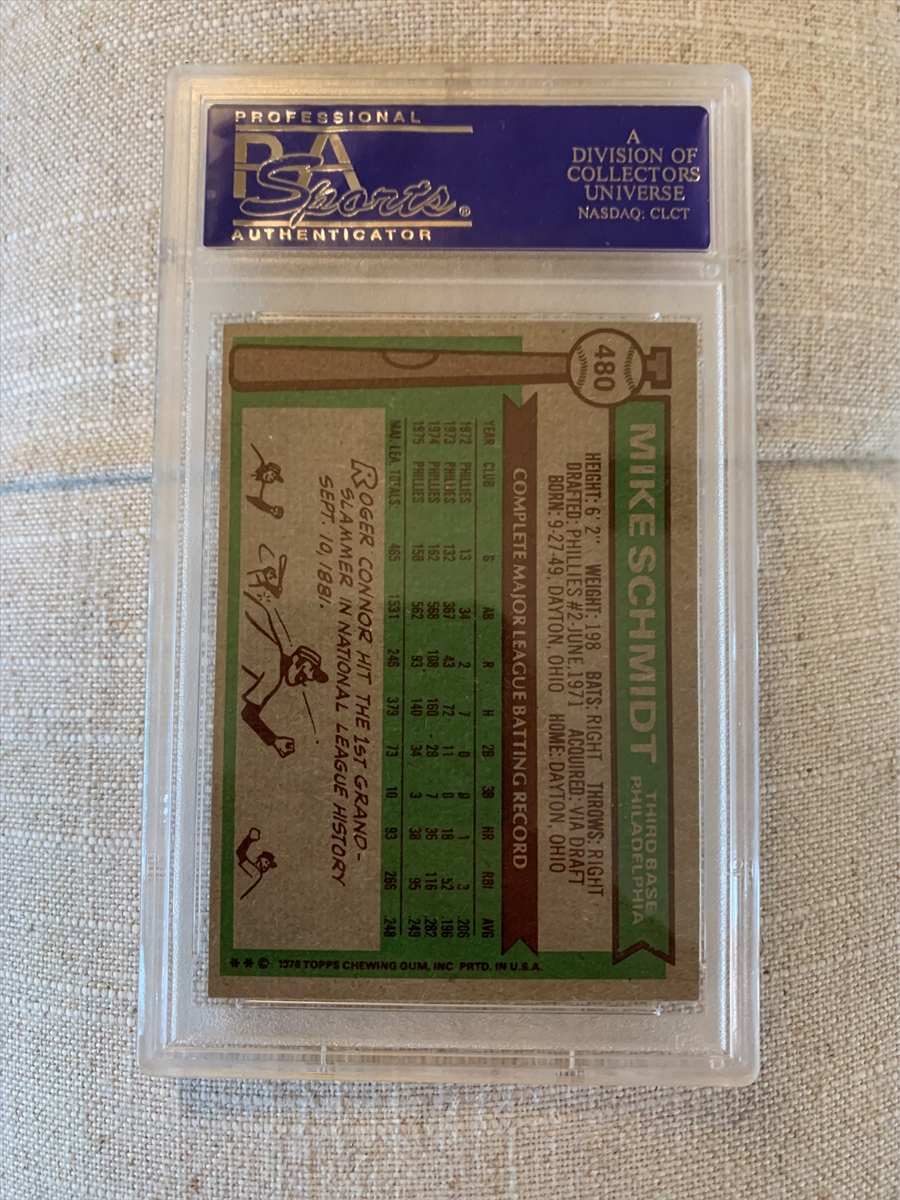 PROFESSIONAL
PSA
Sports®
AUTHENTICATOR
A
DIVISION OF
COLLECTORS
UNIVERSE
NASDAQ: CLCT
480
MIKE SCHMIDT
THIRD BASE
PHILADELPHIA
HEIGHT: 6' 2" WEIGHT: 198 BATS: RIGHT THROWS: RIGHT
DRAFTED: PHILLIES #2-JUNE, 1971 ACQUIRED: VIA DRAFT
BORN: 9-27-49, DAYTON, OHIO HOME: DAYTON, OHIO
COMPLETE MAJOR LEAGUE BATTING RECORD
YEAR CLUB G AB R H 2B 3B HR RBI AVG
1972 PHILLIES 13 34 2 7 0 0 1 3 .206
1973 PHILLIES 132 367 43 72 11 0 18 52 .196
1974 PHILLIES 162 568 108 160 28 7 36 116 .282
1975 PHILLIES 158 562 93 140 34 3 38 95 .249
MAJ. LEA. TOTALS 465 1531 246 379 73 10 93 266 .248
ROGER CONNOR HIT THE 1ST GRAND-
SLAMMER IN NATIONAL LEAGUE HISTORY
SEPT. 10, 1881.
** © 1976 TOPPS CHEWING GUM, INC PRTD. IN U.S.A.